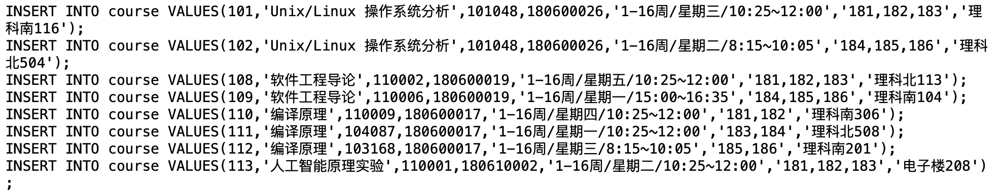 INSERT INTO course VALUES(101,'Unix/Linux 操作系统分析',101048,180600026,'1-16周/星期三/10:25~12:00','181,182,183','理
科南116');
INSERT INTO course VALUES(102,'Unix/Linux 操作系统分析',101048,180600026,'1-16周/星期二/8:15~10:05','184,185,186','理科
北504');
INSERT INTO course VALUES(108,'软件工程导论',110002,180600019,'1-16周/星期五/10:25~12:00','181,182,183','理科北113');
INSERT INTO course VALUES(109,'软件工程导论',110006,180600019,'1-16周/星期一/15:00~16:35','184,185,186','理科南104');
INSERT INTO course VALUES(110,'编译原理',110009,180600017,'1-16周/星期四/10:25~12:00','181,182','理科南306');
INSERT INTO course VALUES(111,'编译原理',104087,180600017,'1-16周/星期一/10:25~12:00','183,184','理科北508');
INSERT INTO course VALUES(112,'编译原理',103168,180600017,'1-16周/星期三/8:15~10:05','185,186','理科南201');
INSERT INTO course VALUES(113,'人工智能原理实验',110001,180610002,'1-16周/星期二/10:25~12:00','181,182,183','电子楼208')
;